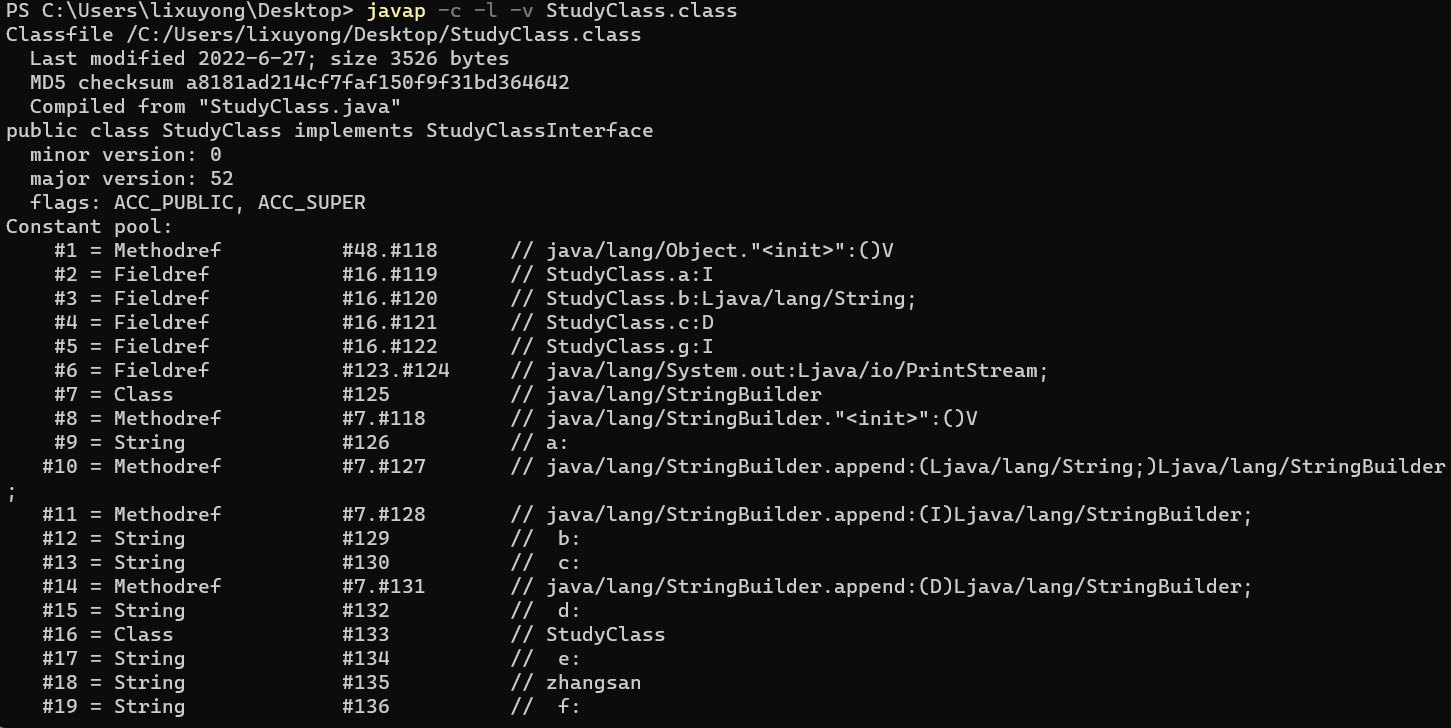 PS C:\Users\lixuyong\Desktop> javap -c -l -v StudyClass.class
Classfile /C:/Users/lixuyong/Desktop/StudyClass.class
  Last modified 2022-6-27; size 3526 bytes
  MD5 checksum a8181ad214cf7faf150f9f31bd364642
  Compiled from "StudyClass.java"
public class StudyClass implements StudyClassInterface
  minor version: 0
  major version: 52
  flags: ACC_PUBLIC, ACC_SUPER
Constant pool:
    #1 = Methodref          #48.#118      // java/lang/Object."<init>":()V
    #2 = Fieldref           #16.#119      // StudyClass.a:I
    #3 = Fieldref           #16.#120      // StudyClass.b:Ljava/lang/String;
    #4 = Fieldref           #16.#121      // StudyClass.c:D
    #5 = Fieldref           #16.#122      // StudyClass.g:I
    #6 = Fieldref           #123.#124     // java/lang/System.out:Ljava/io/PrintStream;
    #7 = Class              #125          // java/lang/StringBuilder
    #8 = Methodref          #7.#118       // java/lang/StringBuilder."<init>":()V
    #9 = String             #126          // a:
   #10 = Methodref          #7.#127       // java/lang/StringBuilder.append:(Ljava/lang/String;)Ljava/lang/StringBuilder
;
   #11 = Methodref          #7.#128       // java/lang/StringBuilder.append:(I)Ljava/lang/StringBuilder;
   #12 = String             #129          //  b:
   #13 = String             #130          //  c:
   #14 = Methodref          #7.#131       // java/lang/StringBuilder.append:(D)Ljava/lang/StringBuilder;
   #15 = String             #132          //  d:
   #16 = Class              #133          // StudyClass
   #17 = String             #134          //  e:
   #18 = String             #135          // zhangsan
   #19 = String             #136          //  f: